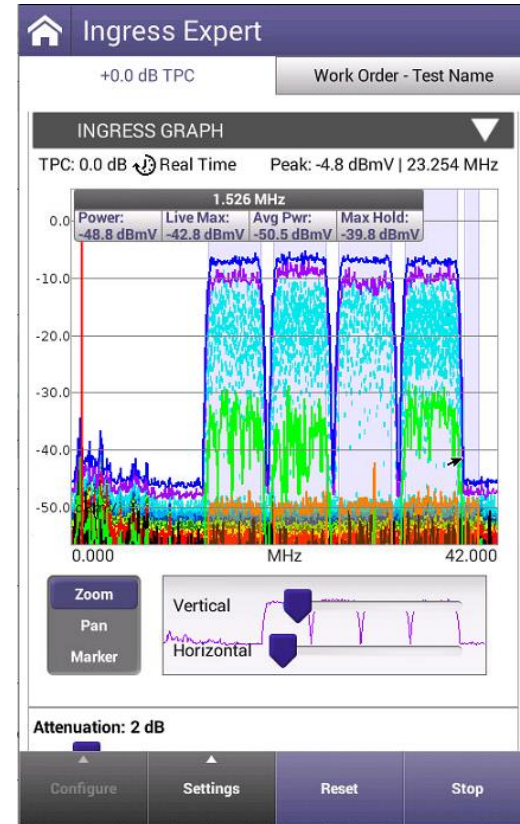 Ingress Expert
+0.0 dB TPC Work Order - Test Name
INGRESS GRAPH
TPC: 0.0 dB Real Time Peak: -4.8 dBmV | 23.254 MHz
1.526 MHz
Power: Live Max: Avg Pwr: Max Hold:
-48.8 dBmV -42.8 dBmV -50.5 dBmV -39.8 dBmV
0.0
-10.0
-20.0
-30.0
-40.0
-50.0
0.000 MHz 42.000
Zoom
Pan
Marker
Vertical
Horizontal
Attenuation: 2 dB
Configure Settings Reset Stop